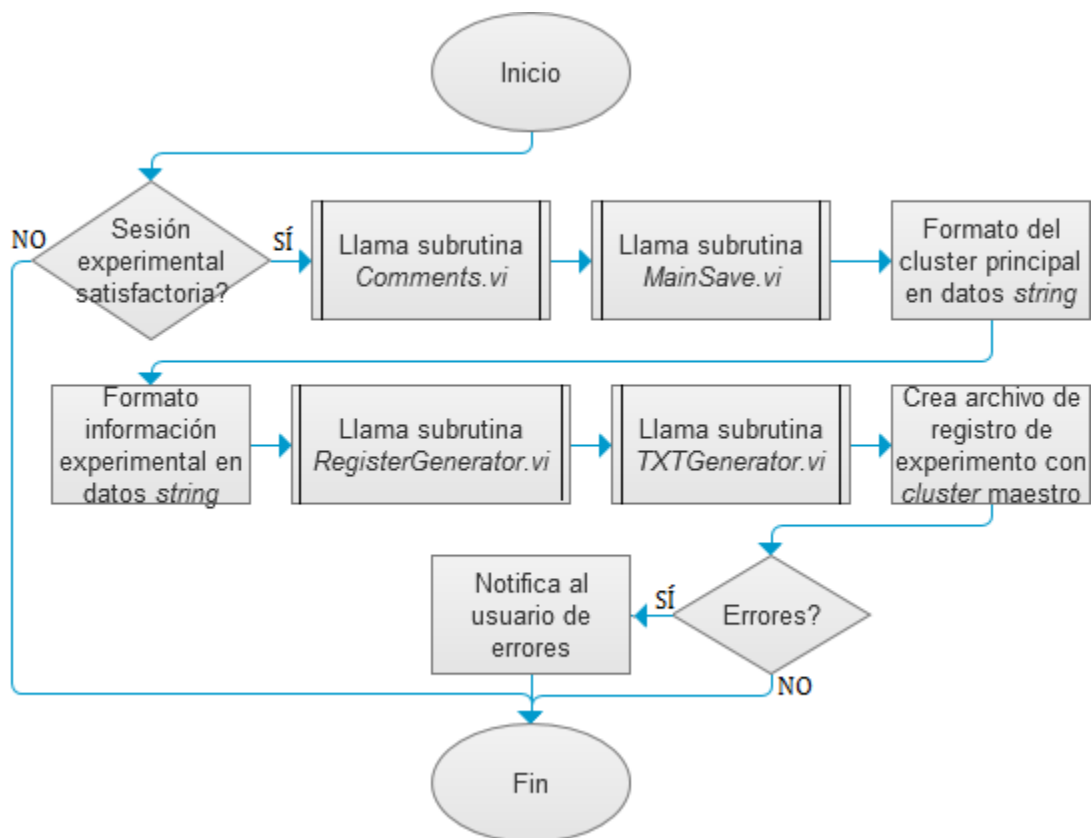 Inicio
Sesión
experimental
satisfactoria?
NO
SÍ
Llama subrutina
Comments.vi
Llama subrutina
MainSave.vi
Formato del
cluster principal
en datos string
Formato
información
experimental en
datos string
Llama subrutina
RegisterGenerator.vi
Llama subrutina
TXTGenerator.vi
Crea archivo de
registro de
experimento con
cluster maestro
Errores?
SÍ
NO
Notifica al
usuario de
errores
Fin